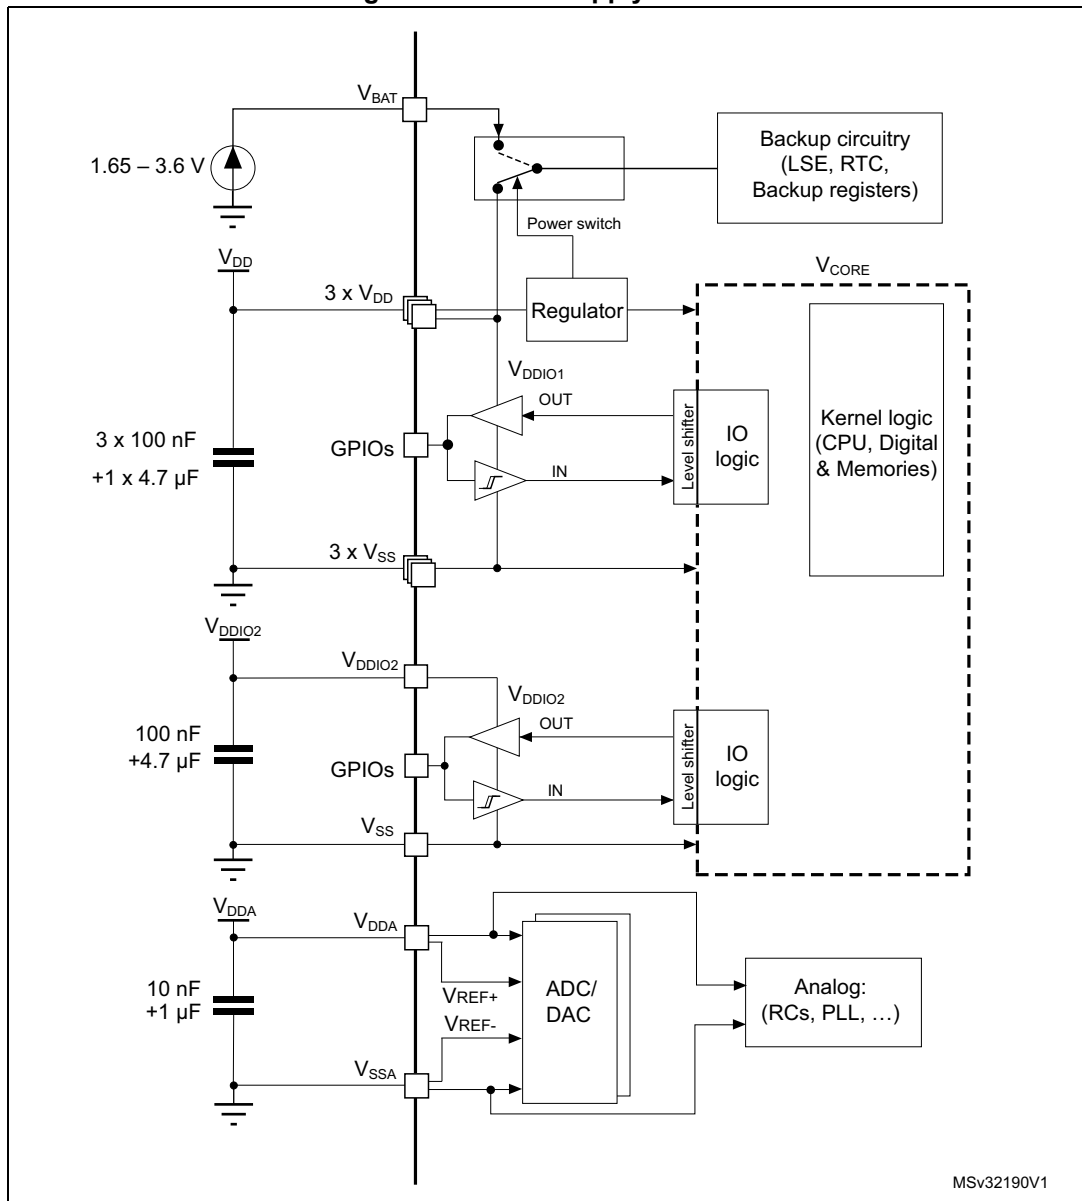 VBAT
1.65 – 3.6 V
Backup circuitry
(LSE, RTC,
Backup registers)
Power switch
VDD
3 x VDD
Regulator
VCORE
VDDIO1
OUT
Level shifter
IO
logic
Kernel logic
(CPU, Digital
& Memories)
3 x 100 nF
+1 x 4.7 µF
GPIOs
IN
3 x VSS
VDDIO2
VDDIO2
VDDIO2
OUT
Level shifter
IO
logic
100 nF
+4.7 µF
GPIOs
IN
VSS
VDDA
VDDA
10 nF
+1 µF
VREF+
VREF-
ADC/
DAC
Analog:
(RCs, PLL, …)
VSSA
MSv32190V1